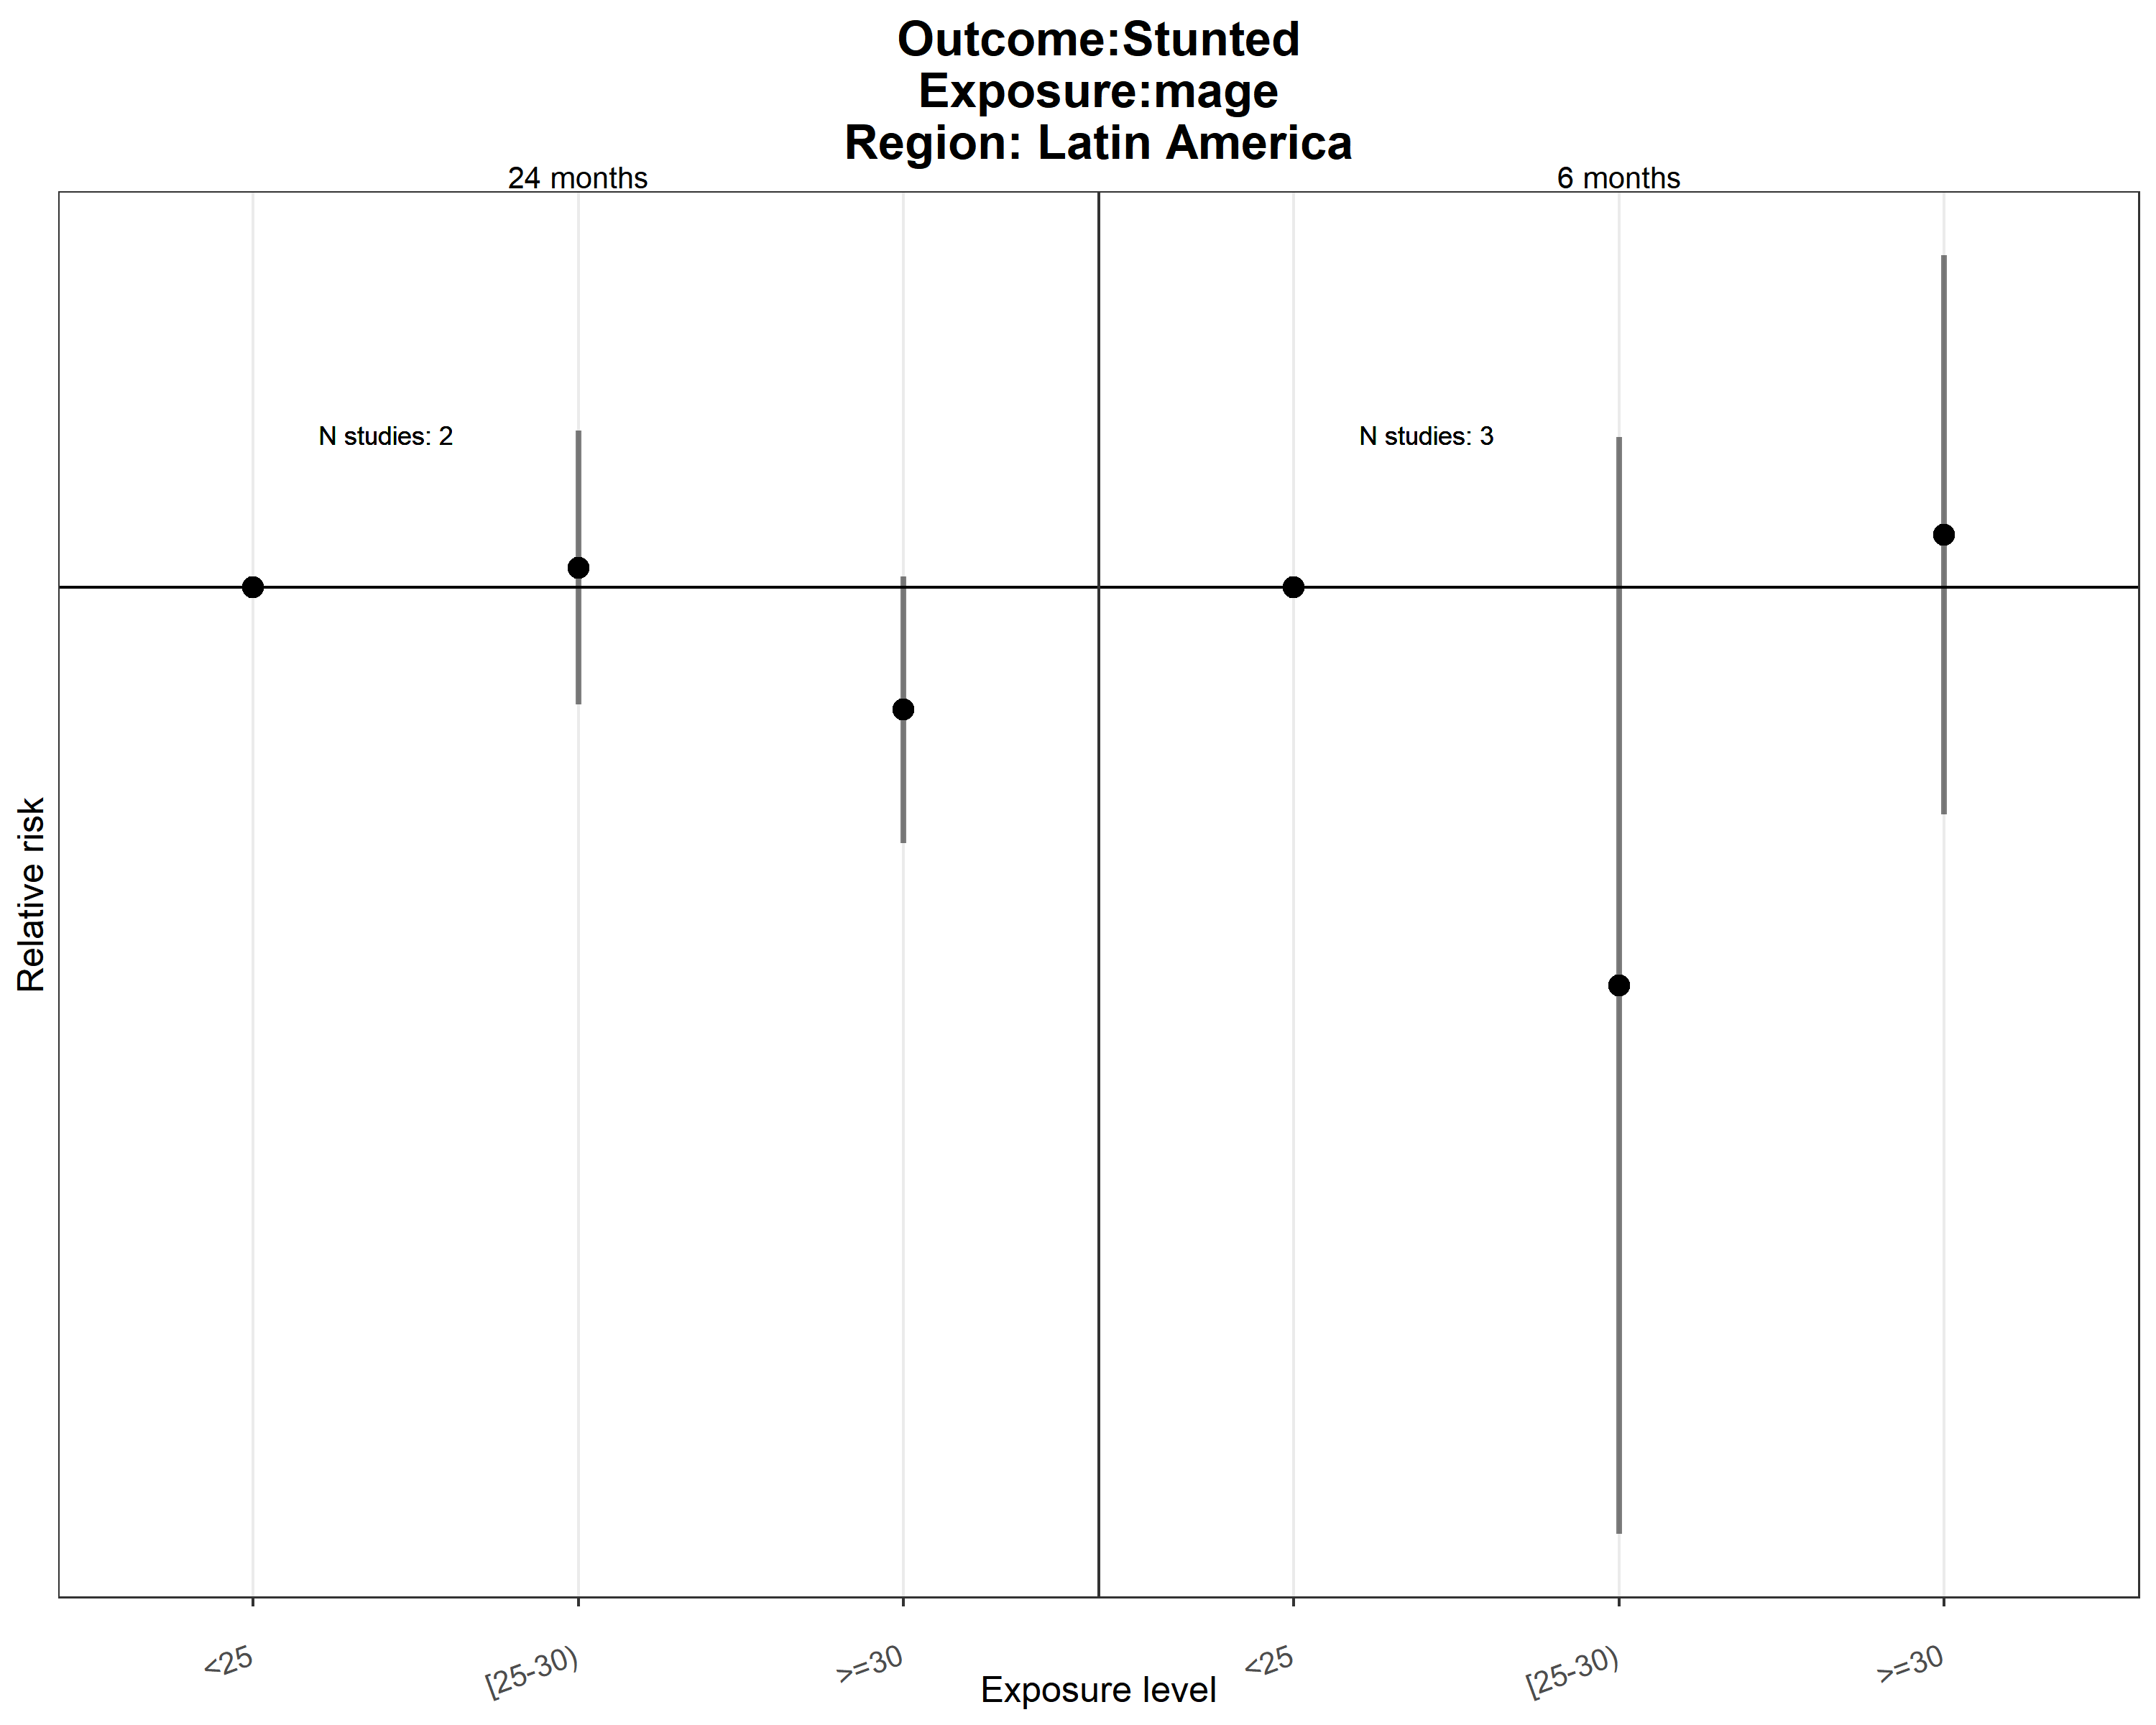 Outcome:Stunted
Exposure:mage
Region: Latin America
24 months
6 months
N studies: 2
N studies: 3
Relative risk
<25
[25-30)
>=30
<25
[25-30)
>=30
Exposure level